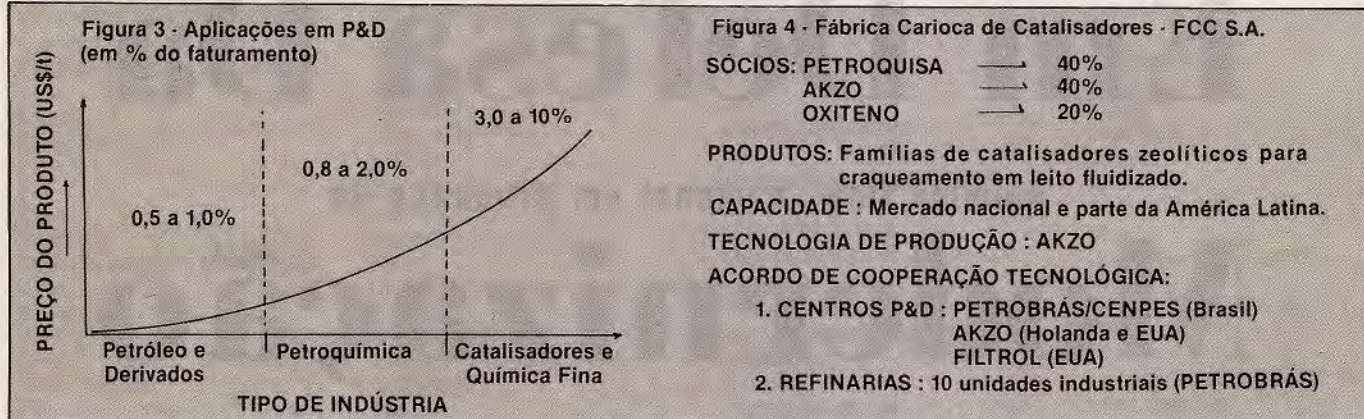 Figura 3 - Aplicações em P&D
(em % do faturamento)
PREÇO DO PRODUTO (US$/t)
0,5 a 1,0%
0,8 a 2,0%
3,0 a 10%
Petróleo e
Derivados
Petroquímica
Catalisadores e
Química Fina
TIPO DE INDÚSTRIA
Figura 4 - Fábrica Carioca de Catalisadores - FCC S.A.
SÓCIOS: PETROQUISA → 40%
AKZO → 40%
OXITENO → 20%
PRODUTOS: Famílias de catalisadores zeolíticos para
craqueamento em leito fluidizado.
CAPACIDADE : Mercado nacional e parte da América Latina.
TECNOLOGIA DE PRODUÇÃO : AKZO
ACORDO DE COOPERAÇÃO TECNOLÓGICA:
1. CENTROS P&D : PETROBRÁS/CENPES (Brasil)
AKZO (Holanda e EUA)
FILTROL (EUA)
2. REFINARIAS : 10 unidades industriais (PETROBRÁS)